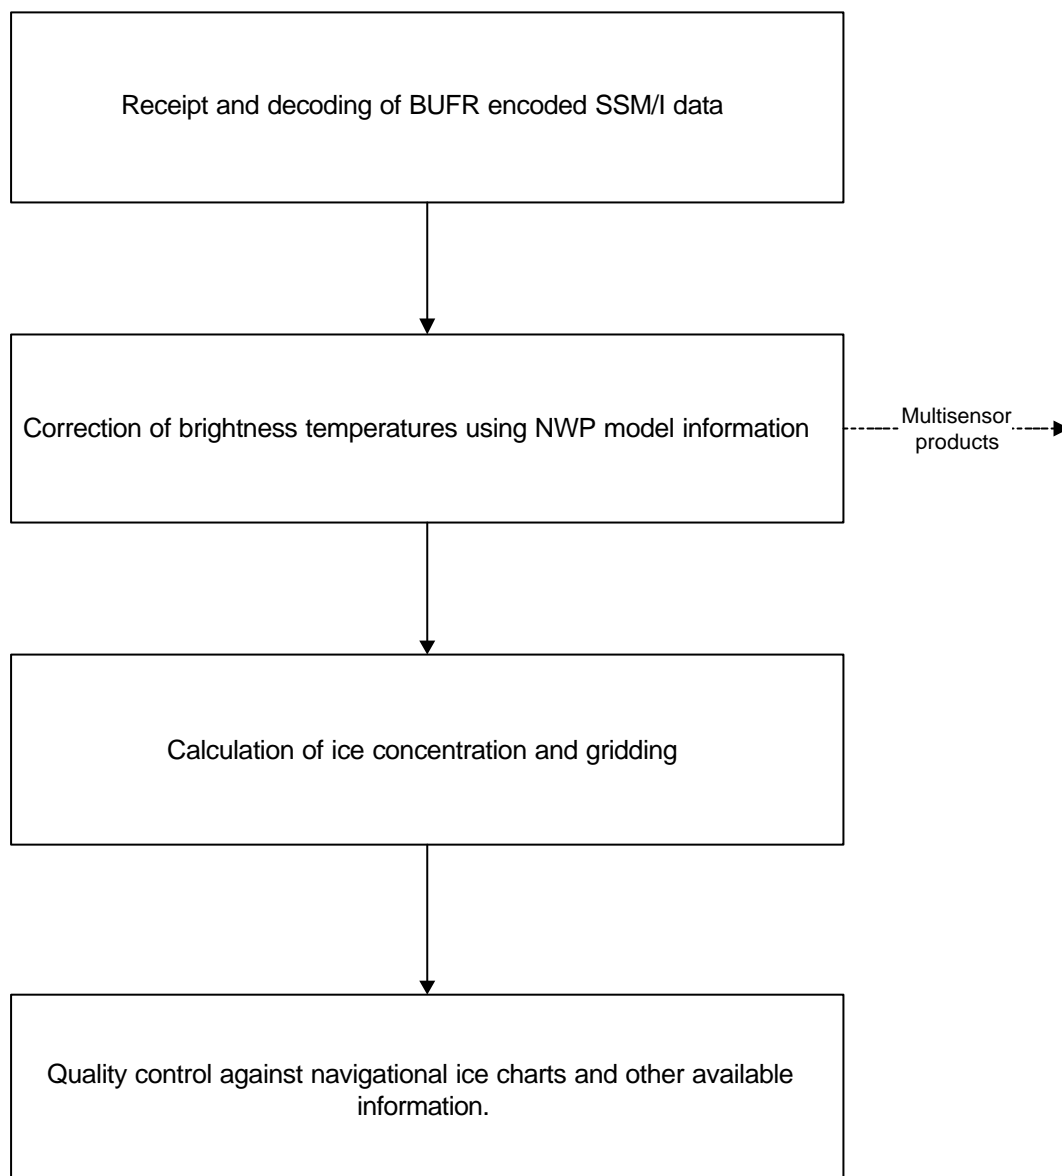 Receipt and decoding of BUFR encoded SSM/I data
Correction of brightness temperatures using NWP model information
Multisensor
products
Calculation of ice concentration and gridding
Quality control against navigational ice charts and other available
information.